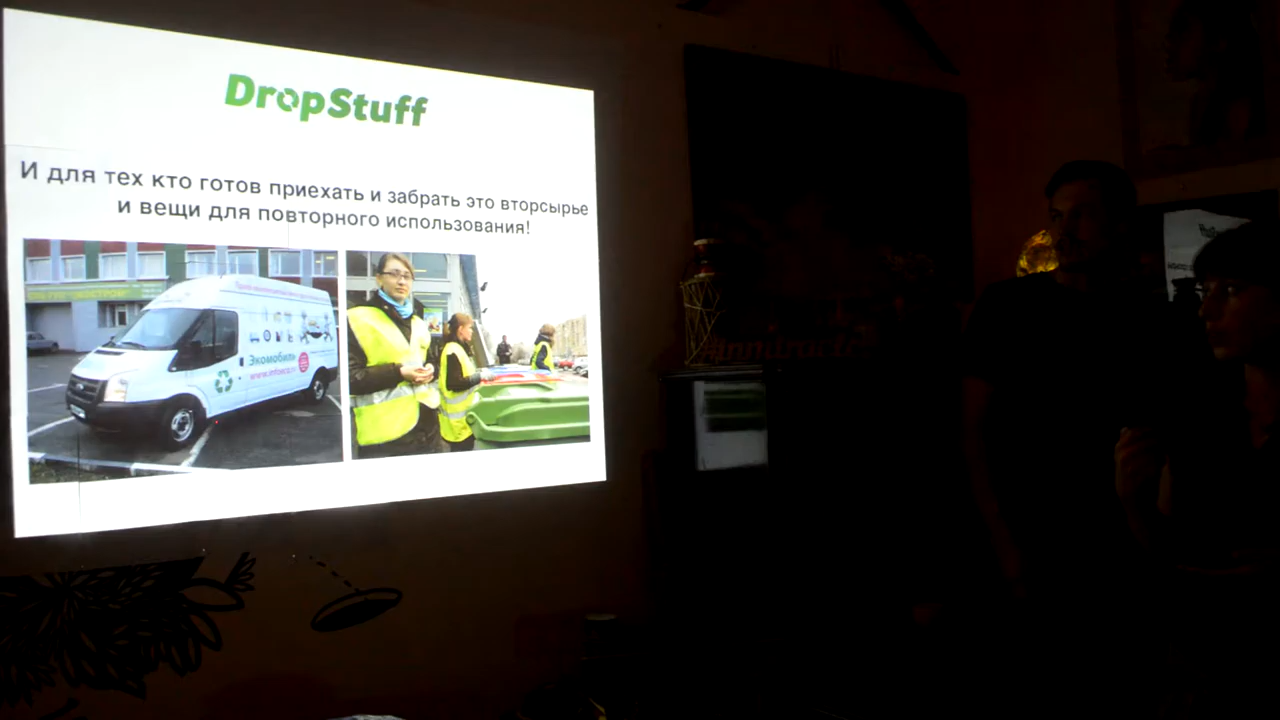 DropStuff
И для тех кто готов приехать и забрать это вторсырье
и вещи для повторного использования!
Экомобиль